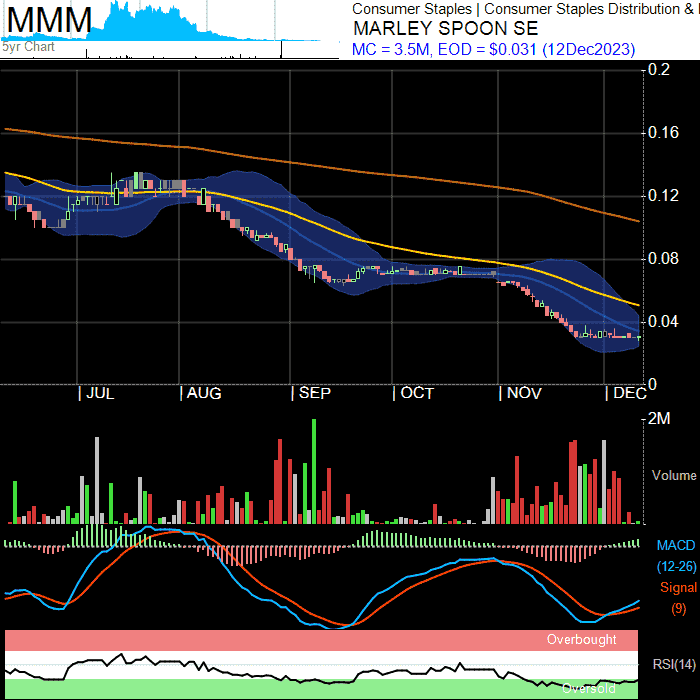 MMM
5yr Chart
Consumer Staples | Consumer Staples Distribution &
MARLEY SPOON SE
MC = 3.5M, EOD = $0.031 (12Dec2023)
0.2
0.16
0.12
0.08
0.04
0
JUL AUG SEP OCT NOV DEC
2M
Volume
MACD
(12-26)
Signal
(9)
Overbought
RSI(14)
Oversold